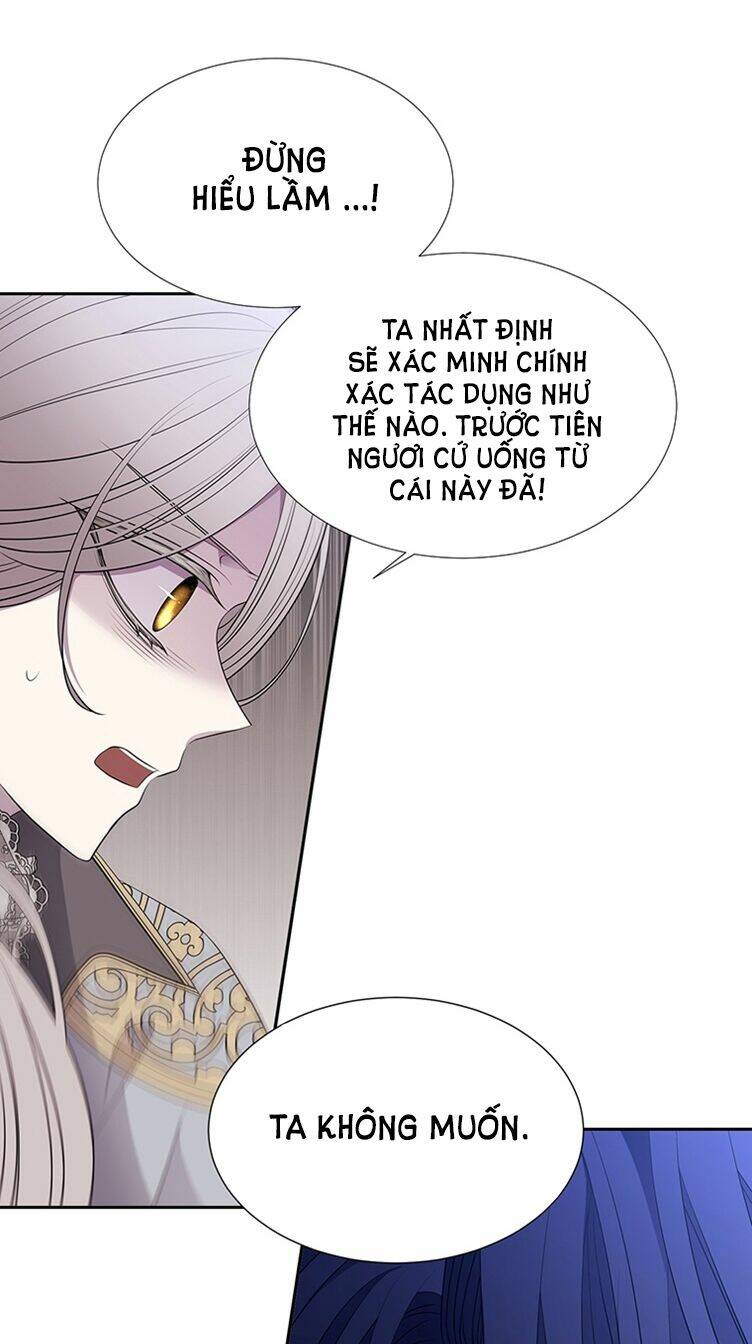 ĐỪNG
HIỂU LẦM ...!
TA NHẤT ĐỊNH
SẼ XÁC MINH CHÍNH
XÁC TÁC DỤNG NHƯ
THẾ NÀO. TRƯỚC TIÊN
NGƯƠI CỨ UỐNG TỪ
CÁI NÀY ĐÃ!
TA KHÔNG MUỐN.